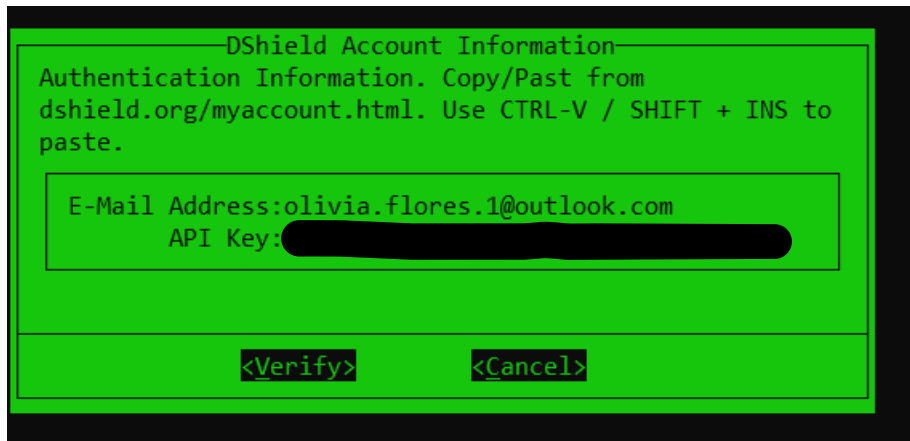 DShield Account Information
Authentication Information. Copy/Past from
dshield.org/myaccount.html. Use CTRL-V / SHIFT + INS to
paste.
E-Mail Address:olivia.flores.1@outlook.com
API Key:
<Verify> <Cancel>